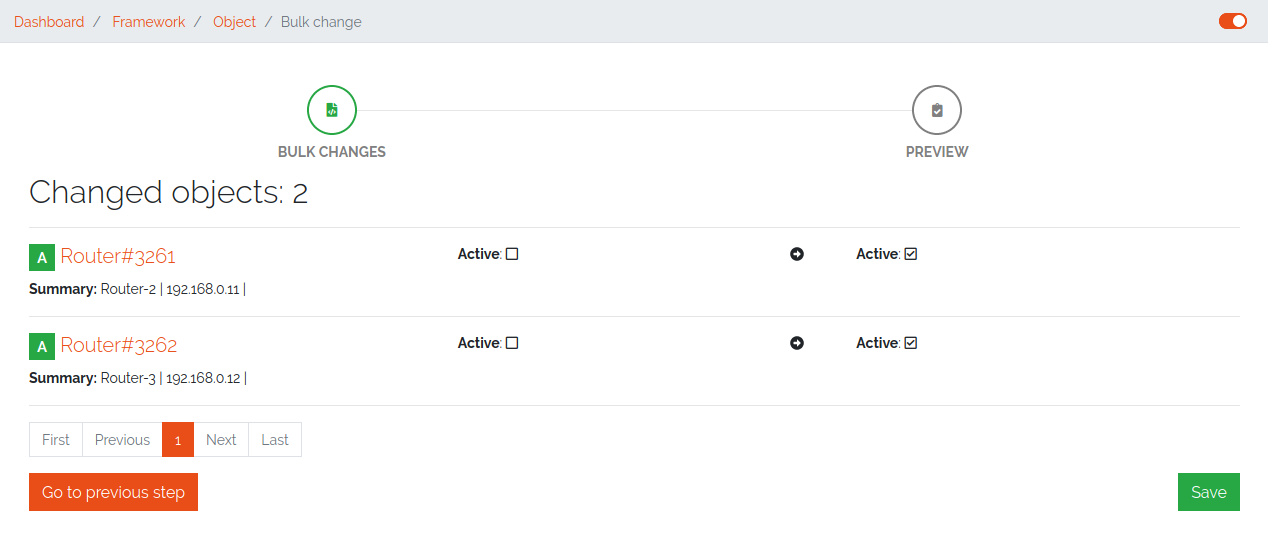 Dashboard / Framework / Object / Bulk change
BULK CHANGES
PREVIEW
Changed objects: 2
A Router#3261 Active: Active:
Summary: Router-2 | 192.168.0.11 |
A Router#3262 Active: Active:
Summary: Router-3 | 192.168.0.12 |
First Previous 1 Next Last
Go to previous step Save